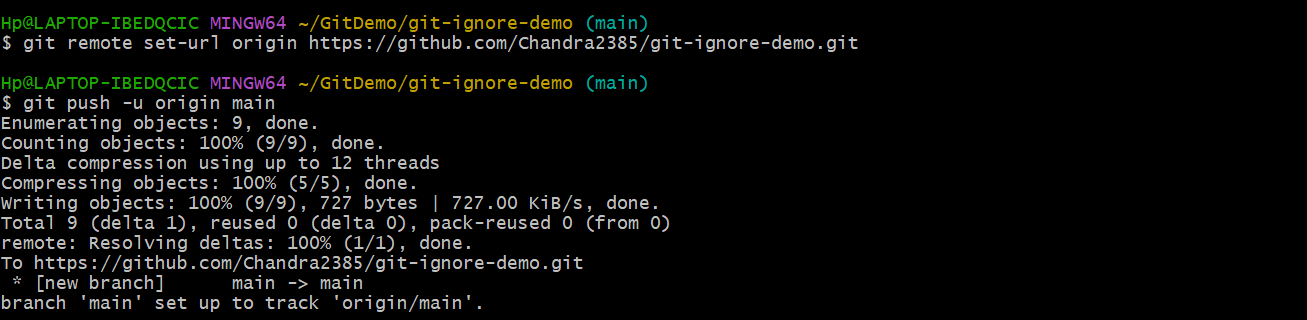 Hp@LAPTOP-IBEDQCIC MINGW64 ~/GitDemo/git-ignore-demo (main)
$ git remote set-url origin https://github.com/Chandra2385/git-ignore-demo.git
Hp@LAPTOP-IBEDQCIC MINGW64 ~/GitDemo/git-ignore-demo (main)
$ git push -u origin main
Enumerating objects: 9, done.
Counting objects: 100% (9/9), done.
Delta compression using up to 12 threads
Compressing objects: 100% (5/5), done.
Writing objects: 100% (9/9), 727 bytes | 727.00 KiB/s, done.
Total 9 (delta 1), reused 0 (delta 0), pack-reused 0 (from 0)
remote: Resolving deltas: 100% (1/1), done.
To https://github.com/Chandra2385/git-ignore-demo.git
 * [new branch]      main -> main
branch 'main' set up to track 'origin/main'.